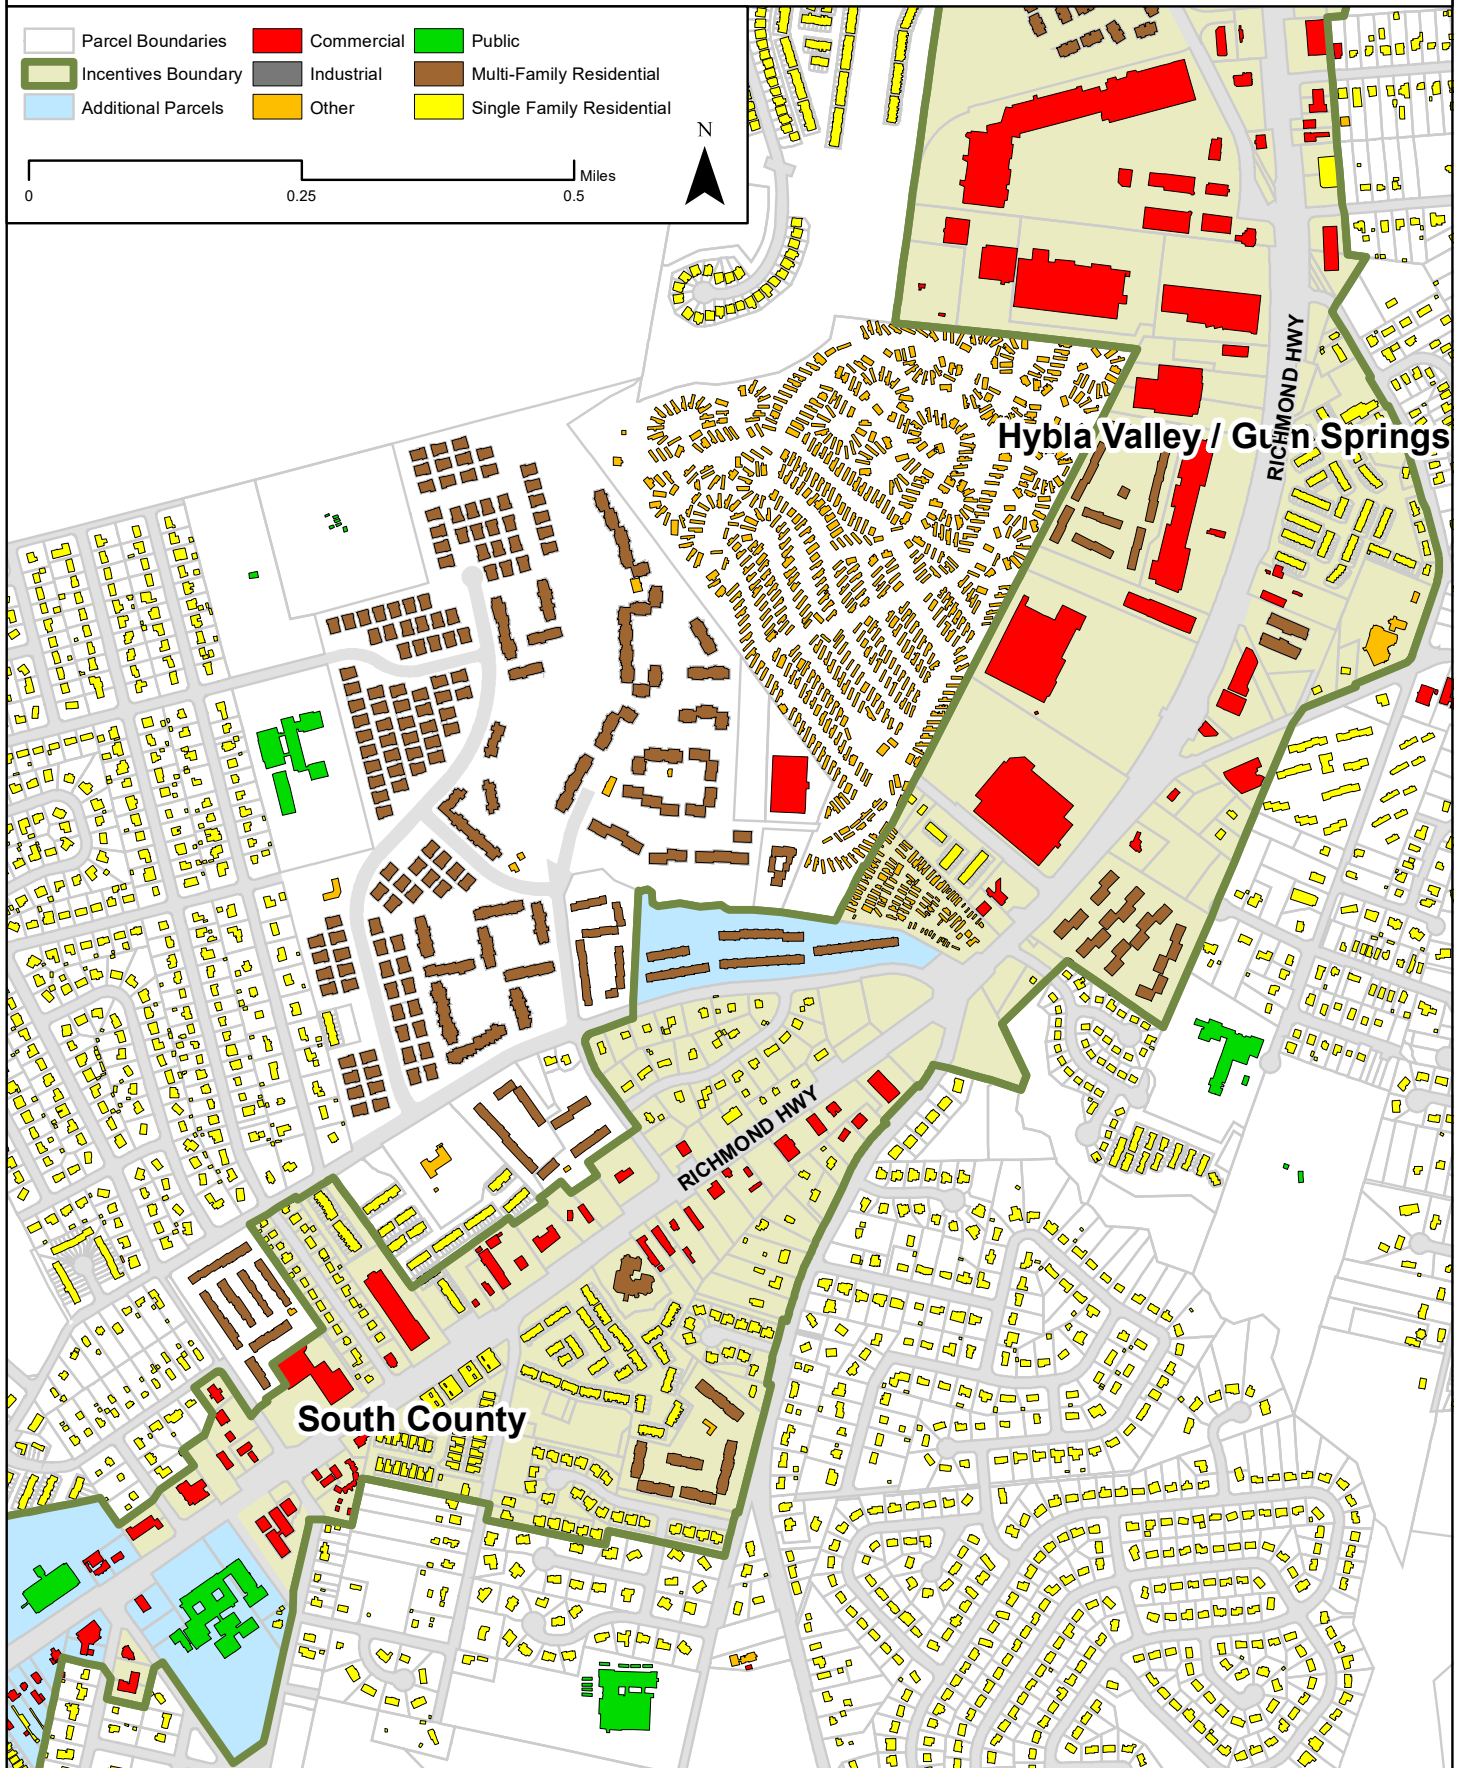 Parcel Boundaries Commercial Public
Incentives Boundary Industrial Multi-Family Residential
Additional Parcels Other Single Family Residential
N
Miles
0 0.25 0.5
RICHMOND HWY
Hybla Valley / Gum Springs
RICHMOND HWY
South County